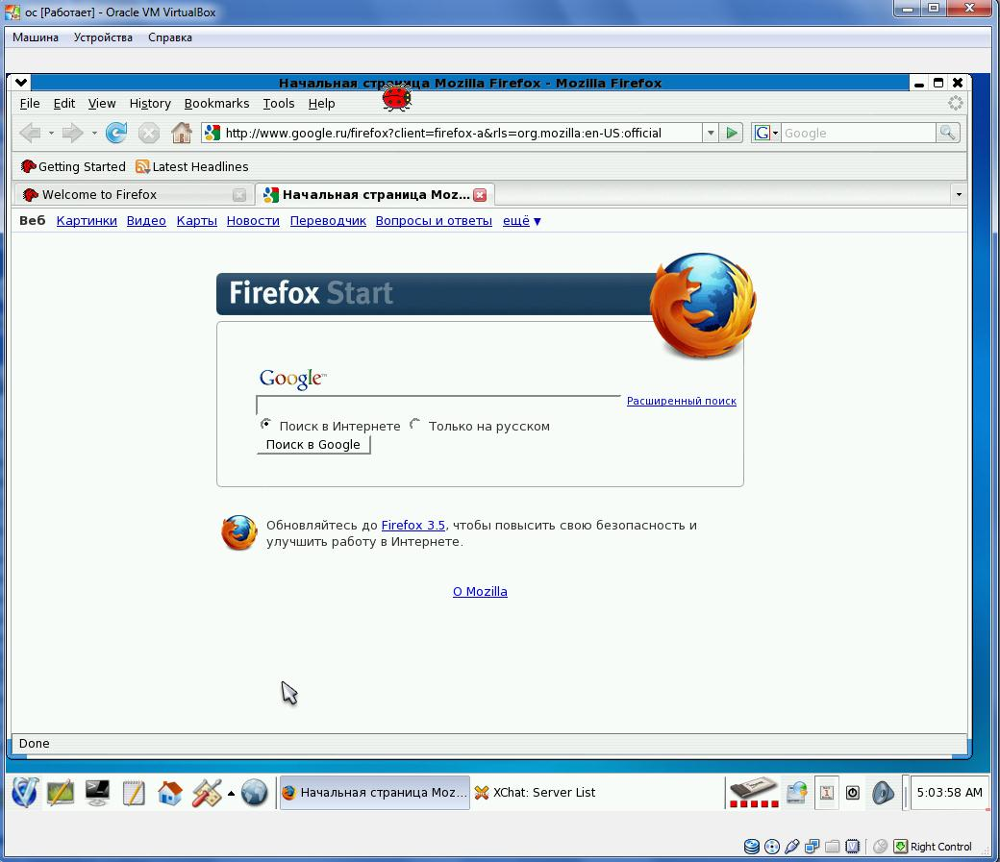 ос [Работает] - Oracle VM VirtualBox
Машина Устройства Справка
Начальная страница Mozilla Firefox - Mozilla Firefox
File Edit View History Bookmarks Tools Help
http://www.google.ru/firefox?client=firefox-a&rls=org.mozilla:en-US:official G Google
Getting Started Latest Headlines
Welcome to Firefox Начальная страница Moz...
Веб Картинки Видео Карты Новости Переводчик Вопросы и ответы ещё ▼
Firefox Start
Google™
Расширенный поиск
Поиск в Интернете Только на русском
Поиск в Google
Обновляйтесь до Firefox 3.5, чтобы повысить свою безопасность и
улучшить работу в Интернете.
О Mozilla
Done
Начальная страница Moz... XChat: Server List 1 5:03:58 AM
Right Control